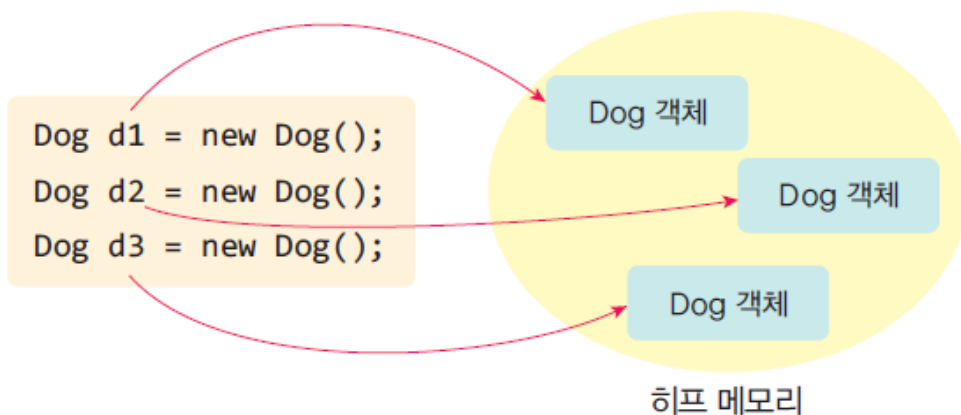 Dog d1 = new Dog();
Dog d2 = new Dog();
Dog d3 = new Dog();
Dog 객체
Dog 객체
Dog 객체
히프 메모리